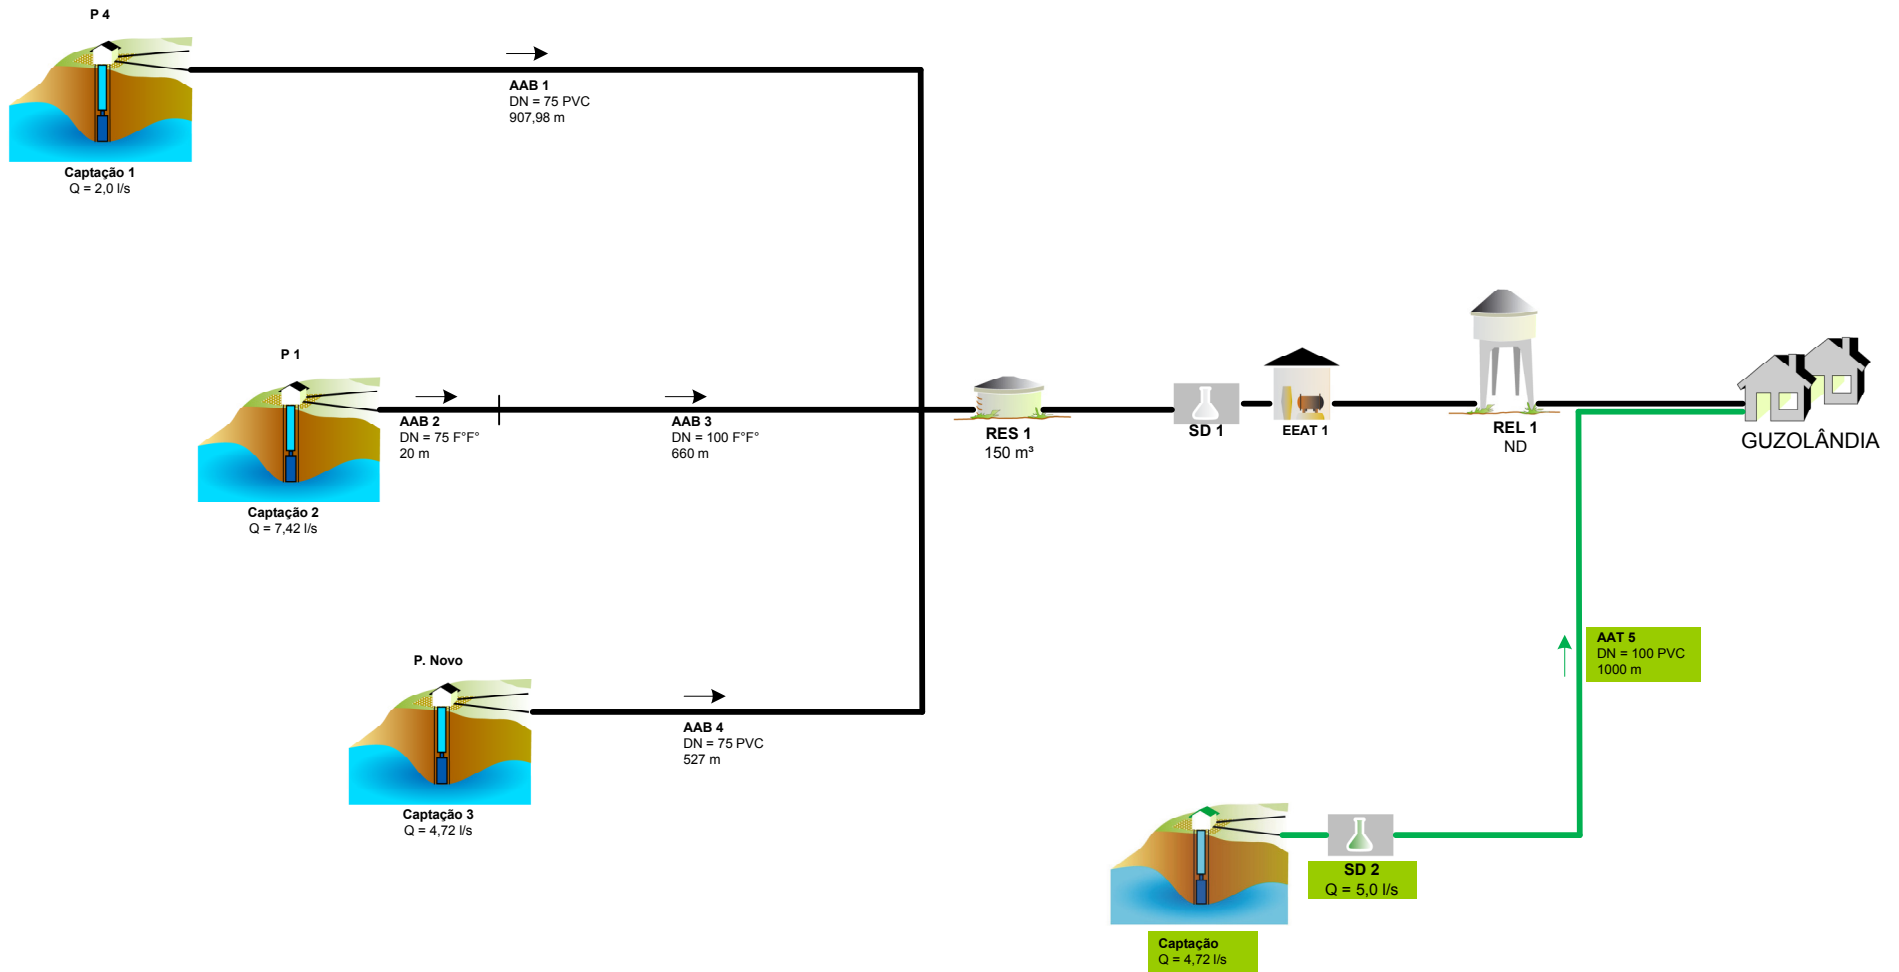 P 4
AAB 1
DN = 75 PVC
907,98 m
Captação 1
Q = 2,0 l/s
P 1
AAB 2
DN = 75 F°F°
20 m
AAB 3
DN = 100 F°F°
660 m
Captação 2
Q = 7,42 l/s
RES 1
150 m³
SD 1
EEAT 1
REL 1
ND
GUZOLÂNDIA
P. Novo
AAB 4
DN = 75 PVC
527 m
Captação 3
Q = 4,72 l/s
AAT 5
DN = 100 PVC
1000 m
SD 2
Q = 5,0 l/s
Captação
Q = 4,72 l/s